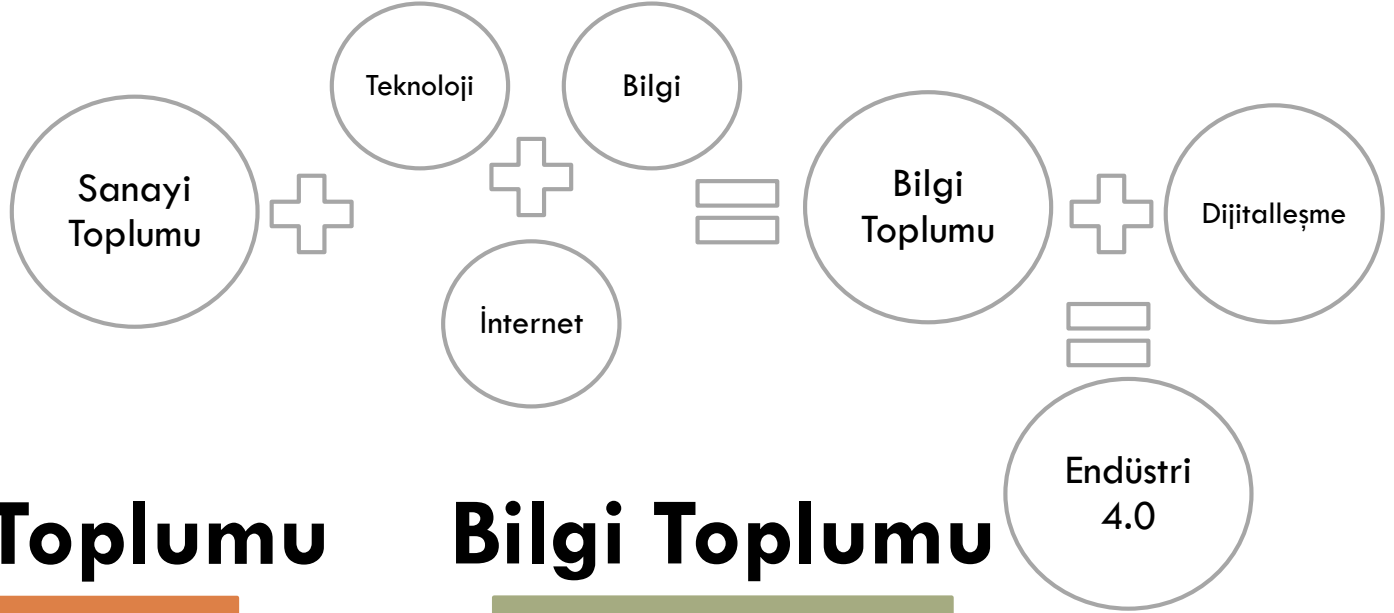 Teknoloji
Bilgi
Sanayi
Toplumu
İnternet
Bilgi
Toplumu
Dijitalleşme
Endüstri
4.0
Toplumu
Bilgi Toplumu